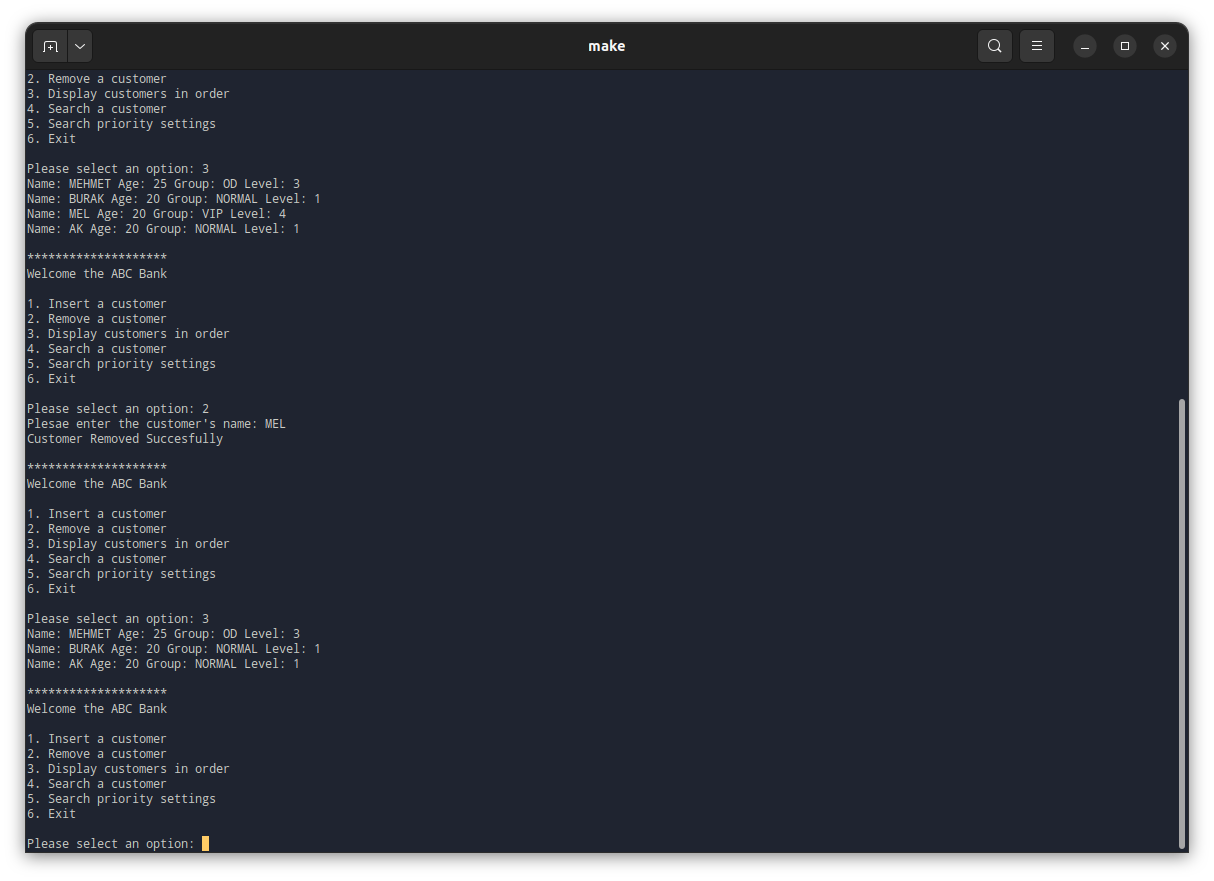 make
2. Remove a customer
3. Display customers in order
4. Search a customer
5. Search priority settings
6. Exit
Please select an option: 3
Name: MEHMET Age: 25 Group: OD Level: 3
Name: BURAK Age: 20 Group: NORMAL Level: 1
Name: MEL Age: 20 Group: VIP Level: 4
Name: AK Age: 20 Group: NORMAL Level: 1
********************
Welcome the ABC Bank
1. Insert a customer
2. Remove a customer
3. Display customers in order
4. Search a customer
5. Search priority settings
6. Exit
Please select an option: 2
Plesae enter the customer's name: MEL
Customer Removed Succesfully
********************
Welcome the ABC Bank
1. Insert a customer
2. Remove a customer
3. Display customers in order
4. Search a customer
5. Search priority settings
6. Exit
Please select an option: 3
Name: MEHMET Age: 25 Group: OD Level: 3
Name: BURAK Age: 20 Group: NORMAL Level: 1
Name: AK Age: 20 Group: NORMAL Level: 1
********************
Welcome the ABC Bank
1. Insert a customer
2. Remove a customer
3. Display customers in order
4. Search a customer
5. Search priority settings
6. Exit
Please select an option: